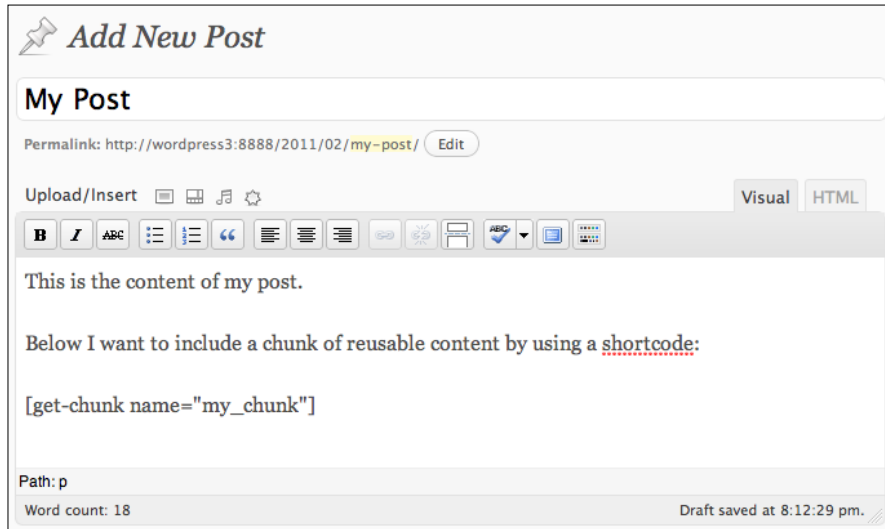 Add New Post
My Post
Permalink: http://wordpress3:8888/2011/02/my-post/ Edit
Upload/Insert Visual HTML
B I ABC ABC
This is the content of my post.
Below I want to include a chunk of reusable content by using a shortcode:
[get-chunk name="my_chunk"]
Path: p
Word count: 18 Draft saved at 8:12:29 pm.